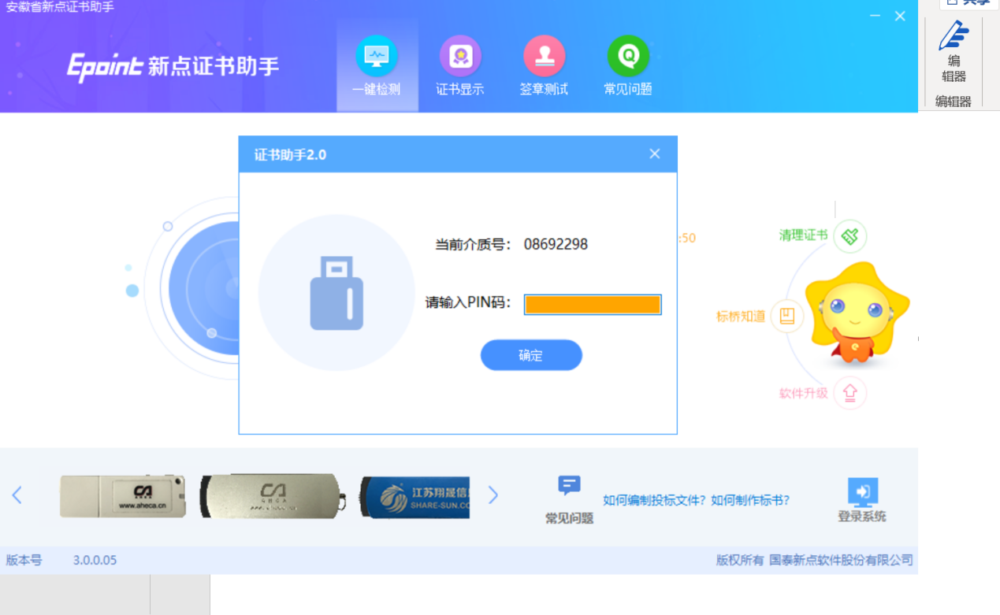 安徽省新点证书助手
共享
Epoint 新点证书助手
一键检测
证书显示
签章测试
常见问题
编
辑器
编辑器
证书助手2.0
当前介质号： 08692298
请输入PIN码：
确定
:50
清理证书
标桥知道
软件升级
CA
AHECA
www.aheca.cn
CA
AHECA
江苏翔晟信
SHARE-SUN.CO
常见问题
如何编制投标文件？ 如何制作标书？
登录系统
版本号 3.0.0.05
版权所有 国泰新点软件股份有限公司